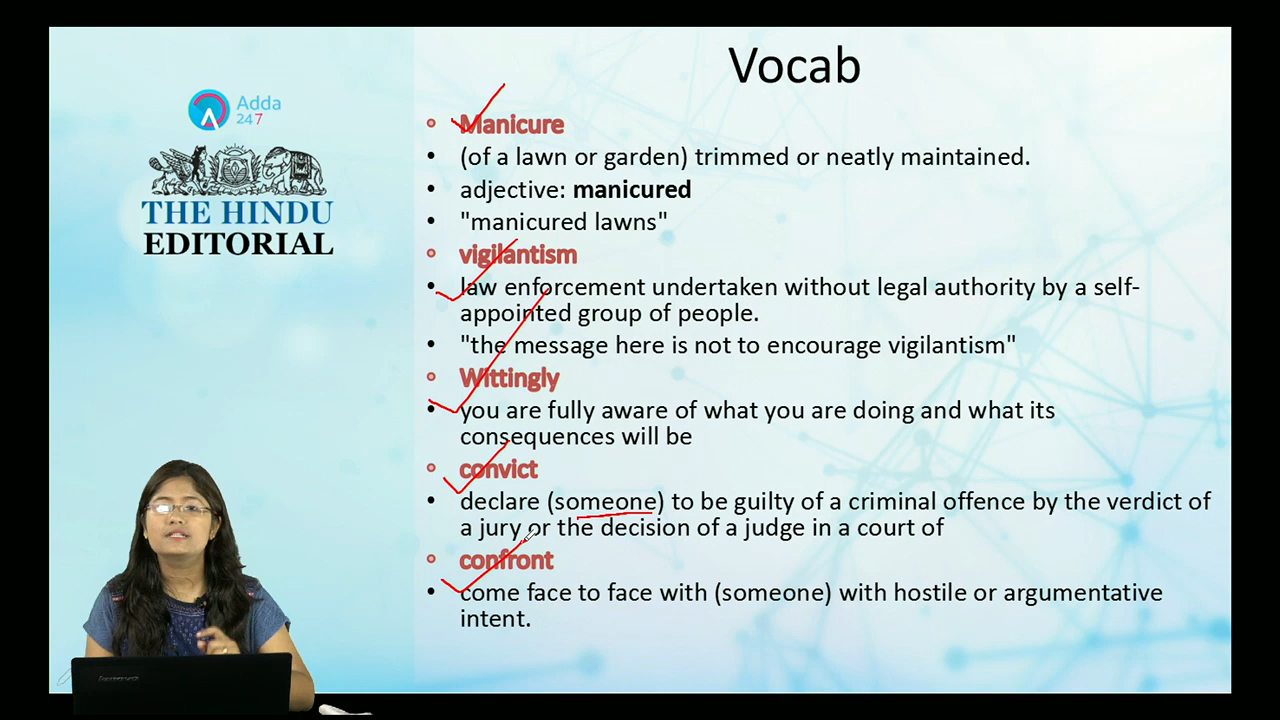 Vocab
Adda
247
THE HINDU
EDITORIAL
• Manicure
• (of a lawn or garden) trimmed or neatly maintained.
• adjective: manicured
• "manicured lawns"
• vigilantism
• law enforcement undertaken without legal authority by a self-
appointed group of people.
• "the message here is not to encourage vigilantism"
• Wittingly
• you are fully aware of what you are doing and what its
consequences will be
• convict
• declare (someone) to be guilty of a criminal offence by the verdict of
a jury or the decision of a judge in a court of
• confront
• come face to face with (someone) with hostile or argumentative
intent.